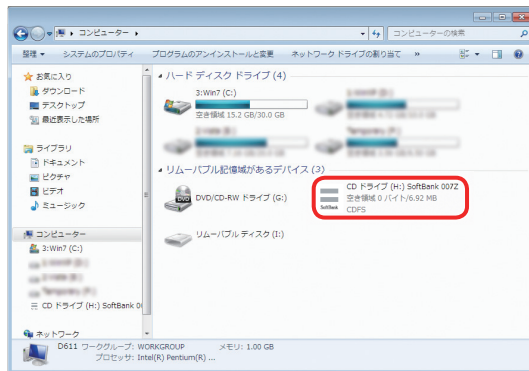 コンピューター
コンピューターの検索
整理 システムのプロパティ プログラムのアンインストールと変更 ネットワーク ドライブの割り当て »
お気に入り
ダウンロード
デスクトップ
最近表示した場所
ライブラリ
ドキュメント
ピクチャ
ビデオ
ミュージック
コンピューター
3:Win7 (C:)
CD ドライブ (H:) SoftBank 0
ネットワーク
ハード ディスク ドライブ (4)
3:Win7 (C:)
空き領域 15.2 GB/30.0 GB
リムーバブル記憶域があるデバイス (3)
DVD/CD-RW ドライブ (G:)
CD ドライブ (H:) SoftBank 007Z
空き領域 0 バイト/6.92 MB
CDFS
SoftBank
リムーバブル ディスク (I:)
D611 ワークグループ: WORKGROUP メモリ: 1.00 GB
プロセッサ: Intel(R) Pentium(R) ...